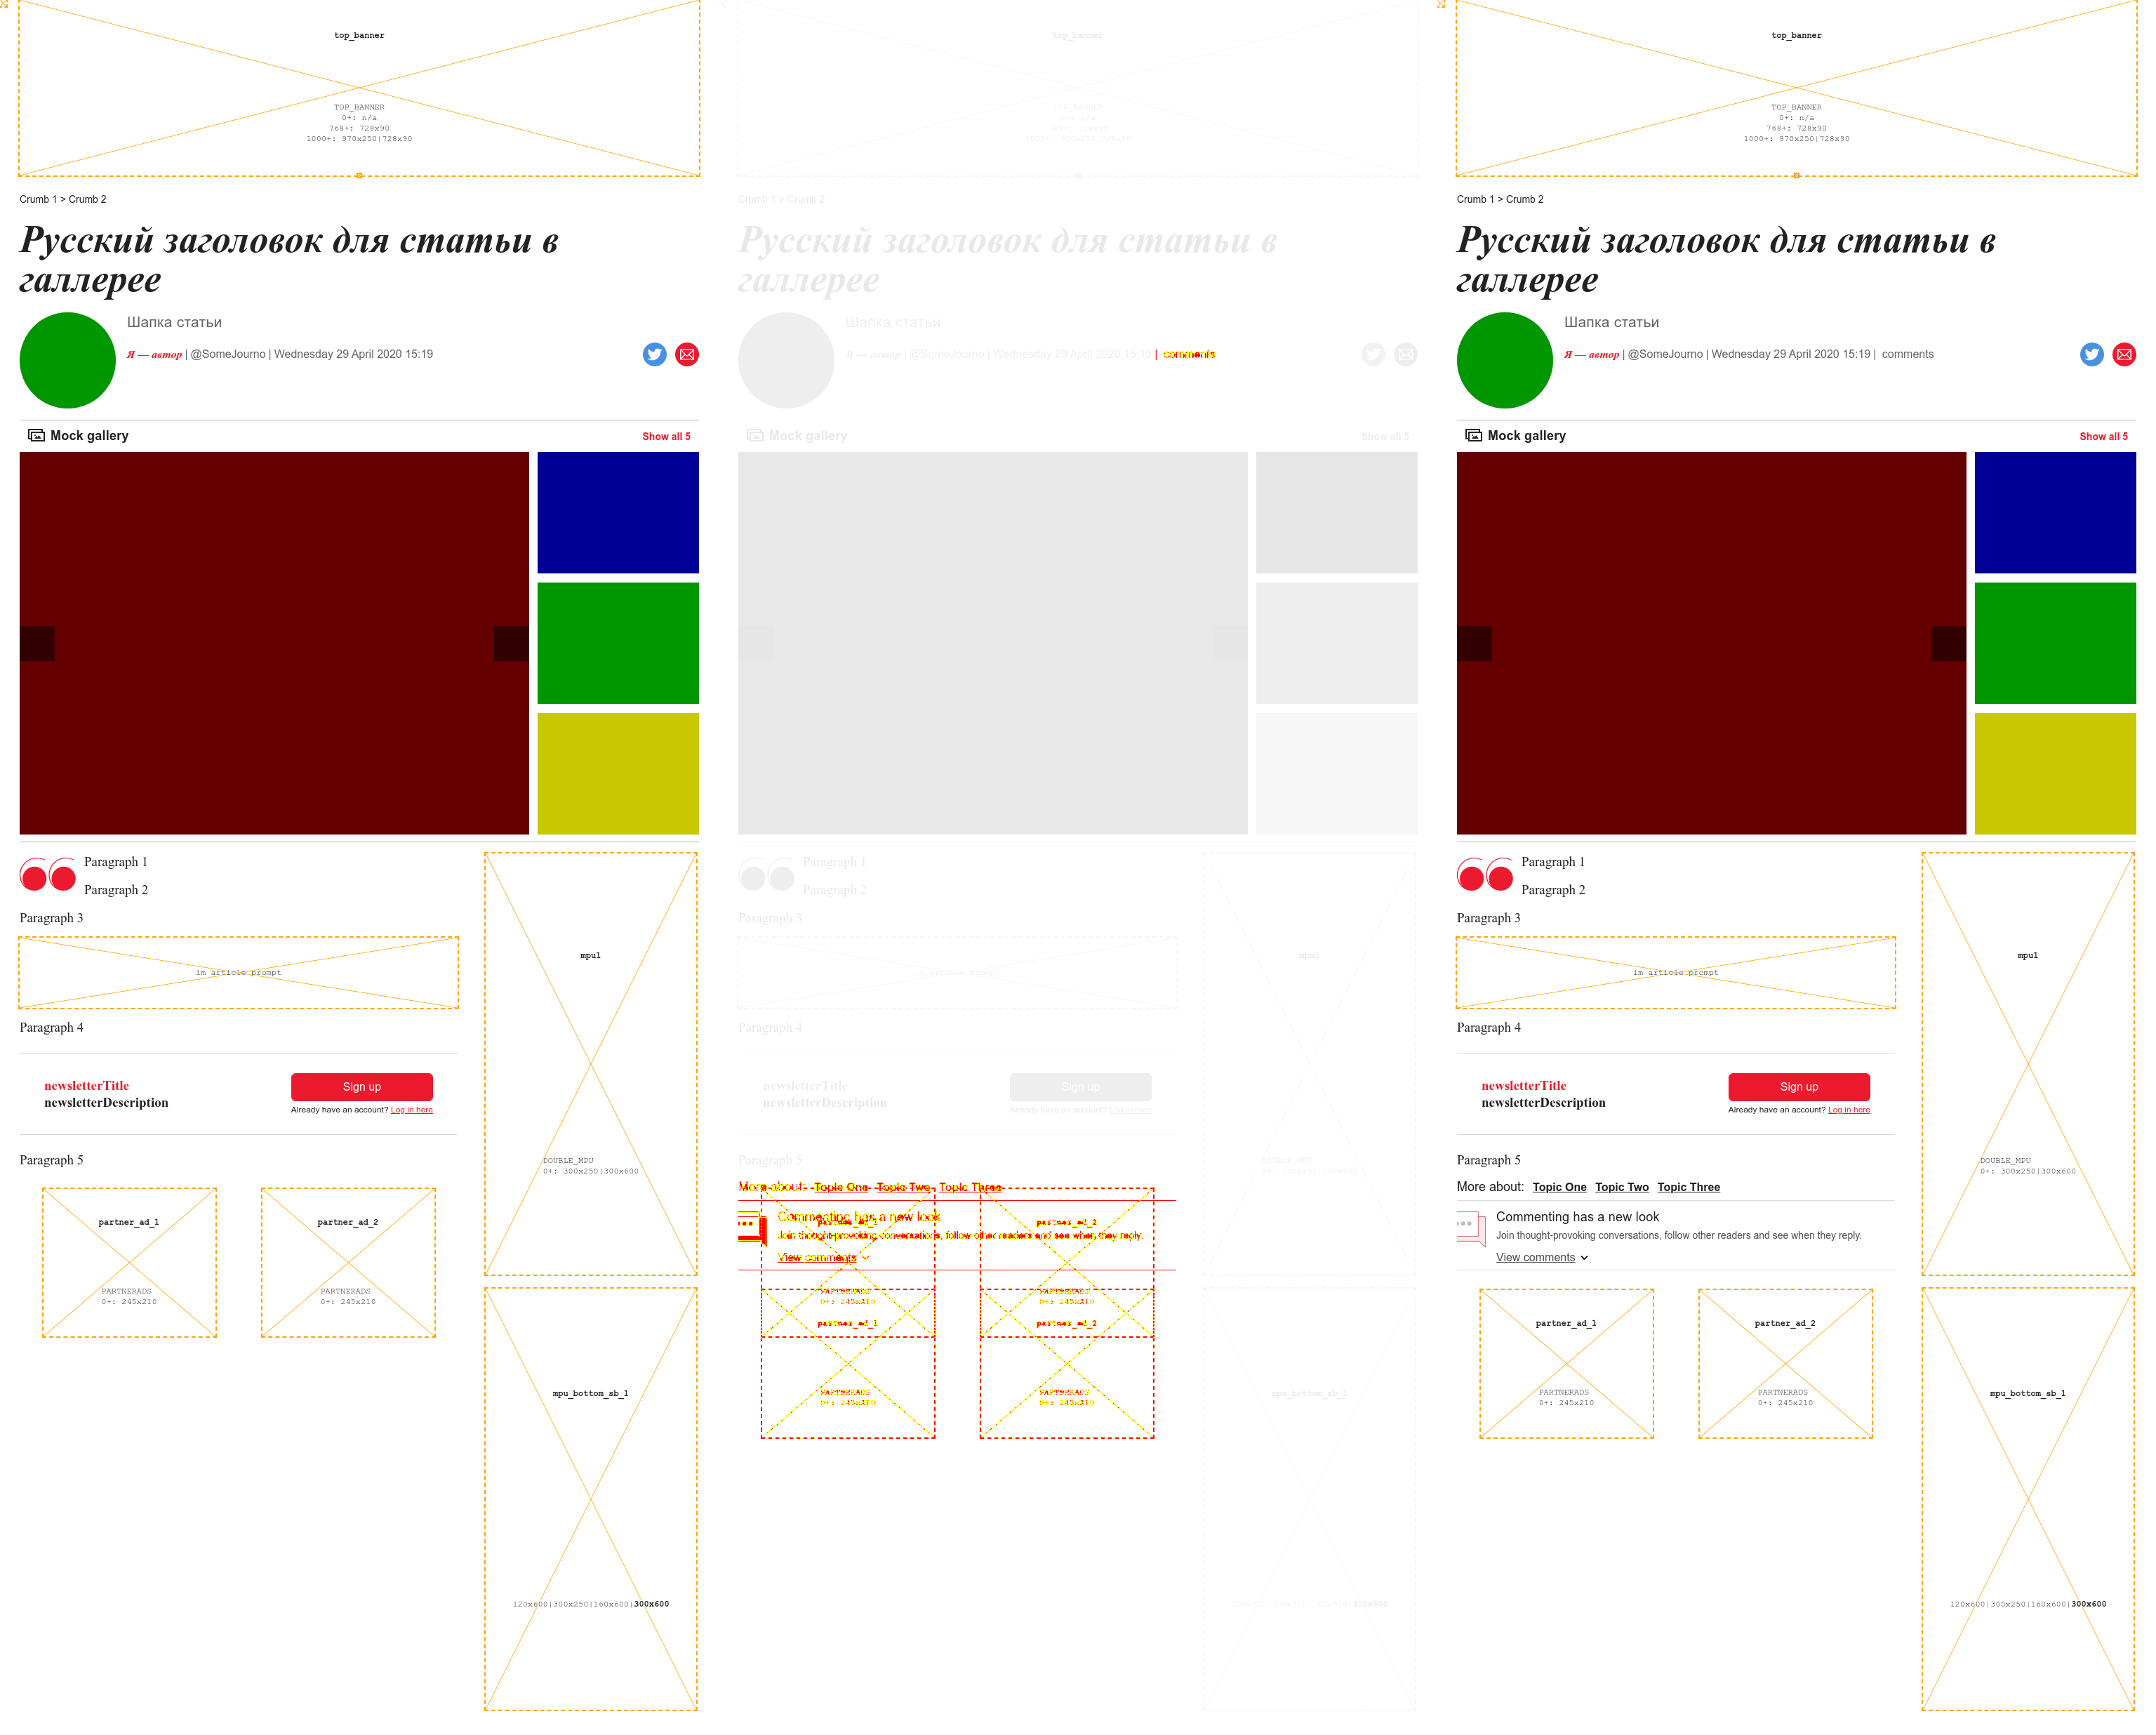 top_banner
TOP_BANNER
0+: n/a
768+: 728x90
1000+: 970x250|728x90
Crumb 1 > Crumb 2
Русский заголовок для статьи в
галлерее
Шапка статьи
Я — автор | @SomeJourno | Wednesday 29 April 2020 15:19
Mock gallery
Show all 5
Paragraph 1
Paragraph 2
Paragraph 3
im article prompt
Paragraph 4
newsletterTitle
newsletterDescription
Sign up
Already have an account? Log in here
Paragraph 5
partner_ad_1
PARTNERADS
0+: 245x210
partner_ad_2
PARTNERADS
0+: 245x210
mpu1
DOUBLE_MPU
0+: 300x250|300x600
mpu_bottom_sb_1
120x600|300x250|160x600|300x600
top_banner
TOP_BANNER
0+: n/a
768+: 728x90
1000+: 970x250|728x90
Crumb 1 > Crumb 2
Русский заголовок для статьи в
галлерее
Шапка статьи
Я — автор | @SomeJourno | Wednesday 29 April 2020 15:19 | comments
Mock gallery
Show all 5
Paragraph 1
Paragraph 2
Paragraph 3
im article prompt
Paragraph 4
newsletterTitle
newsletterDescription
Sign up
Already have an account? Log in here
Paragraph 5
More about: Topic One Topic Two Topic Three
Commenting has a new look
partner_ad_1
partner_ad_2
Join thought-provoking conversations, follow other readers and see when they reply.
View comments
PARTNERADS
0+: 245x210
PARTNERADS
0+: 245x210
partner_ad_1
partner_ad_2
PARTNERADS
0+: 245x210
PARTNERADS
0+: 245x210
mpu1
DOUBLE_MPU
0+: 300x250|300x600
mpu_bottom_sb_1
120x600|300x250|160x600|300x600
top_banner
TOP_BANNER
0+: n/a
768+: 728x90
1000+: 970x250|728x90
Crumb 1 > Crumb 2
Русский заголовок для статьи в
галлерее
Шапка статьи
Я — автор | @SomeJourno | Wednesday 29 April 2020 15:19 | comments
Mock gallery
Show all 5
Paragraph 1
Paragraph 2
Paragraph 3
im article prompt
Paragraph 4
newsletterTitle
newsletterDescription
Sign up
Already have an account? Log in here
Paragraph 5
More about: Topic One Topic Two Topic Three
Commenting has a new look
Join thought-provoking conversations, follow other readers and see when they reply.
View comments
partner_ad_1
PARTNERADS
0+: 245x210
partner_ad_2
PARTNERADS
0+: 245x210
mpu1
DOUBLE_MPU
0+: 300x250|300x600
mpu_bottom_sb_1
120x600|300x250|160x600|300x600